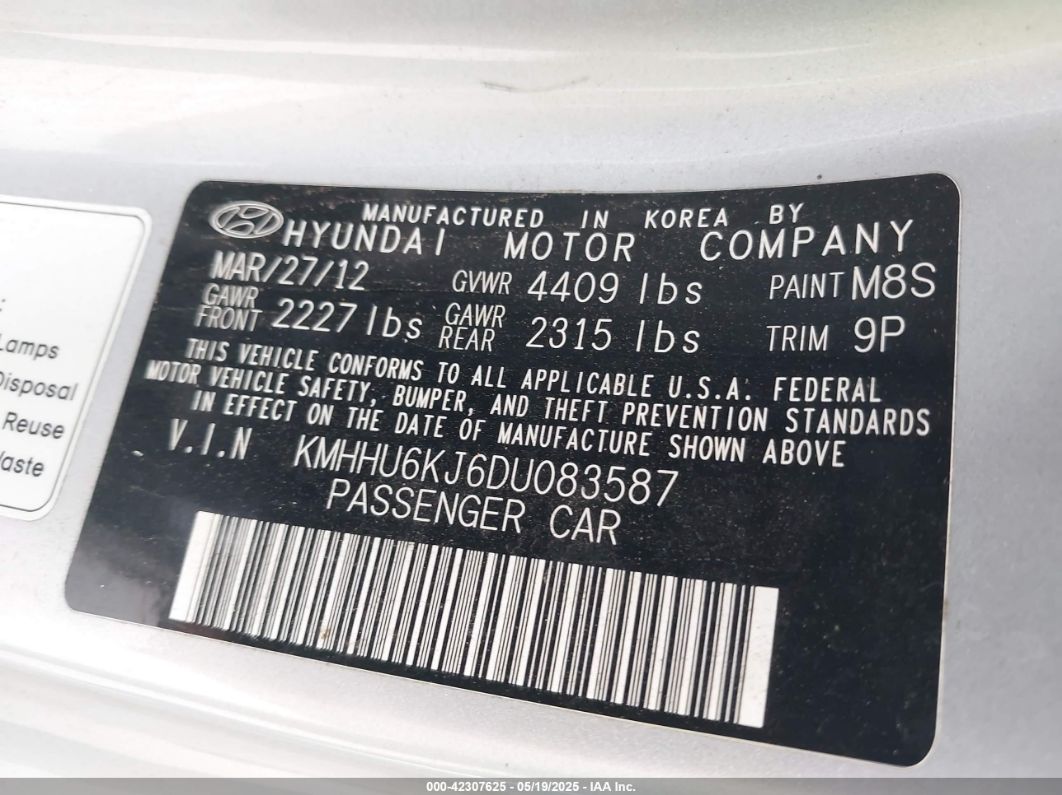 MANUFACTURED IN KOREA BY
HYUNDAI MOTOR COMPANY
MAR/27/12 GVWR 4409 lbs PAINT M8S
GAWR FRONT 2227 lbs GAWR REAR 2315 lbs TRIM 9P
THIS VEHICLE CONFORMS TO ALL APPLICABLE U.S.A. FEDERAL
MOTOR VEHICLE SAFETY, BUMPER, AND THEFT PREVENTION STANDARDS
IN EFFECT ON THE DATE OF MANUFACTURE SHOWN ABOVE
V.I.N KMHHU6KJ6DU083587
PASSENGER CAR
Lamps
Disposal
Reuse
Waste
000-42307625 - 05/19/2025 - IAA Inc.